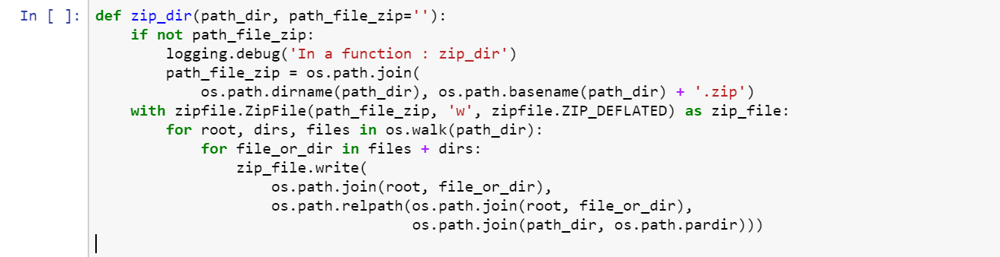 In [ ]: def zip_dir(path_dir, path_file_zip=''):
    if not path_file_zip:
        logging.debug('In a function : zip_dir')
        path_file_zip = os.path.join(
            os.path.dirname(path_dir), os.path.basename(path_dir) + '.zip')
    with zipfile.ZipFile(path_file_zip, 'w', zipfile.ZIP_DEFLATED) as zip_file:
        for root, dirs, files in os.walk(path_dir):
            for file_or_dir in files + dirs:
                zip_file.write(
                    os.path.join(root, file_or_dir),
                    os.path.relpath(os.path.join(root, file_or_dir),
                                    os.path.join(path_dir, os.path.pardir)))